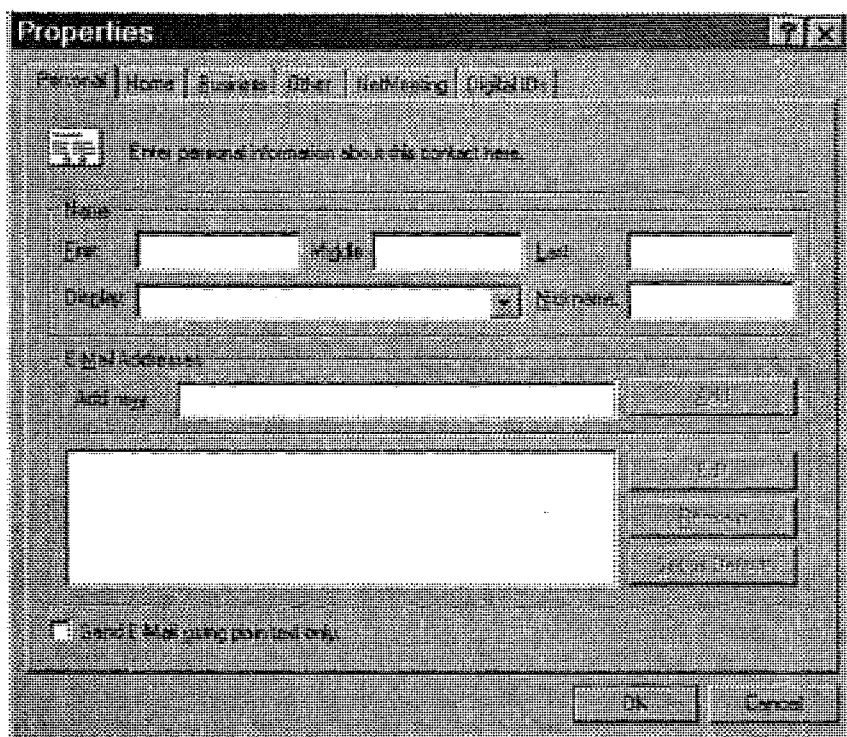 Properties
Personal Home Business Other NetMeeting Digital IDs
Enter personal information about this contact here.
Name
First Middle Last
Display Nickname
E-Mail Addresses
Add new
Add
Edit
Remove
Set as Default
Send E-Mail using plain text only.
OK Cancel